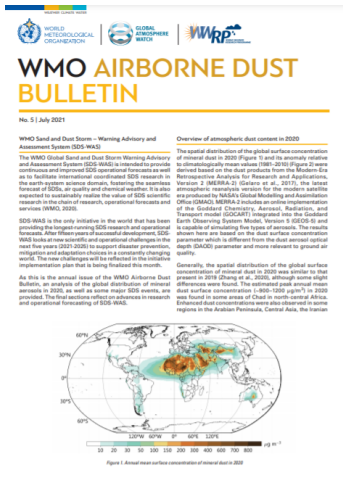 WEATHER CLIMATE WATER
WORLD
METEOROLOGICAL
ORGANIZATION
GLOBAL
ATMOSPHERE
WATCH
WWRP
WMO AIRBORNE DUST
BULLETIN
No. 5 | July 2021
WMO Sand and Dust Storm – Warning Advisory and
Assessment System (SDS-WAS)
The WMO Global Sand and Dust Storm Warning Advisory
and Assessment System (SDS-WAS) is intended to provide
continuous and improved SDS operational forecasts as well
as to facilitate international coordinated SDS research in
the earth-system science domain, fostering the seamless
forecast of SDSs, air quality and chemical weather. It is also
expected to sustainably realize the value of SDS scientific
research in the chain of research, operational forecasts and
services (WMO, 2020).
SDS-WAS is the only initiative in the world that has been
providing the longest-running SDS research and operational
forecasts. After fifteen years of successful development, SDS-
WAS looks at new scientific and operational challenges in the
next five years (2021-2025) to support disaster prevention,
mitigation and adaptation choices in a constantly changing
world. The new challenges will be reflected in the initiative
implementation plan that is being finalized this month.
As this is the annual issue of the WMO Airborne Dust
Bulletin, an analysis of the global distribution of mineral
aerosols in 2020, as well as some major SDS events, are
provided. The final sections reflect on advances in research
and operational forecasting of SDS-WAS.
Overview of atmospheric dust content in 2020
The spatial distribution of the global surface concentration
of mineral dust in 2020 (Figure 1) and its anomaly relative
to climatologically mean values (1981–2010) (Figure 2) were
derived based on the dust products from the Modern-Era
Retrospective Analysis for Research and Applications,
Version 2 (MERRA-2) (Gelaro et al., 2017), the latest
atmospheric reanalysis version for the modern satellite
era produced by NASA's Global Modelling and Assimilation
Office (GMAO). MERRA-2 includes an online implementation
of the Goddard Chemistry, Aerosol, Radiation, and
Transport model (GOCART) integrated into the Goddard
Earth Observing System Model, Version 5 (GEOS-5) and
is capable of simulating five types of aerosols. The results
shown here are based on the dust surface concentration
parameter which is different from the dust aerosol optical
depth (DAOD) parameter and more relevant to ground air
quality.
Generally, the spatial distribution of the global surface
concentration of mineral dust in 2020 was similar to that
present in 2019 (Zhang et al., 2020), although some slight
differences were found. The estimated peak annual mean
dust surface concentration (~900–1200 µg/m³) in 2020
was found in some areas of Chad in north-central Africa.
Enhanced dust concentrations were also observed in some
regions in the Arabian Peninsula, Central Asia, the Iranian
60°N
30°N
0°
30°S
60°S
120°W 60°W 0° 60°E 120°E
µg m⁻³
10 20 30 50 100 150 200 300 400 600 700 800
Figure 1. Annual mean surface concentration of mineral dust in 2020